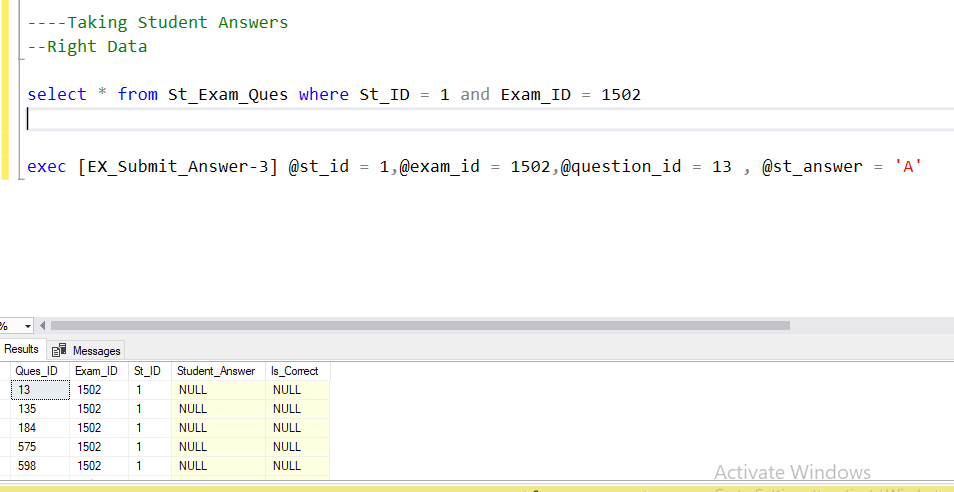 ----Taking Student Answers
--Right Data
select * from St_Exam_Ques where St_ID = 1 and Exam_ID = 1502
exec [EX_Submit_Answer-3] @st_id = 1,@exam_id = 1502,@question_id = 13 , @st_answer = 'A'
%
Results Messages
Ques_ID Exam_ID St_ID Student_Answer Is_Correct
13 1502 1 NULL NULL
135 1502 1 NULL NULL
184 1502 1 NULL NULL
575 1502 1 NULL NULL
598 1502 1 NULL NULL
Activate Windows